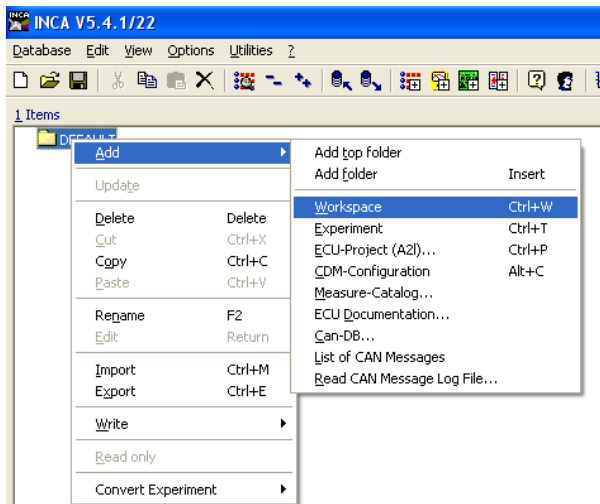 INCA V5.4.1/22
Database Edit View Options Utilities ?
1 Items
DEFAULT
Add
Update
Delete Delete
Cut Ctrl+X
Copy Ctrl+C
Paste Ctrl+V
Rename F2
Edit Return
Import Ctrl+M
Export Ctrl+E
Write
Read only
Convert Experiment
Add top folder
Add folder Insert
Workspace Ctrl+W
Experiment Ctrl+T
ECU-Project (A2l)... Ctrl+P
CDM-Configuration Alt+C
Measure-Catalog...
ECU Documentation...
Can-DB...
List of CAN Messages
Read CAN Message Log File...